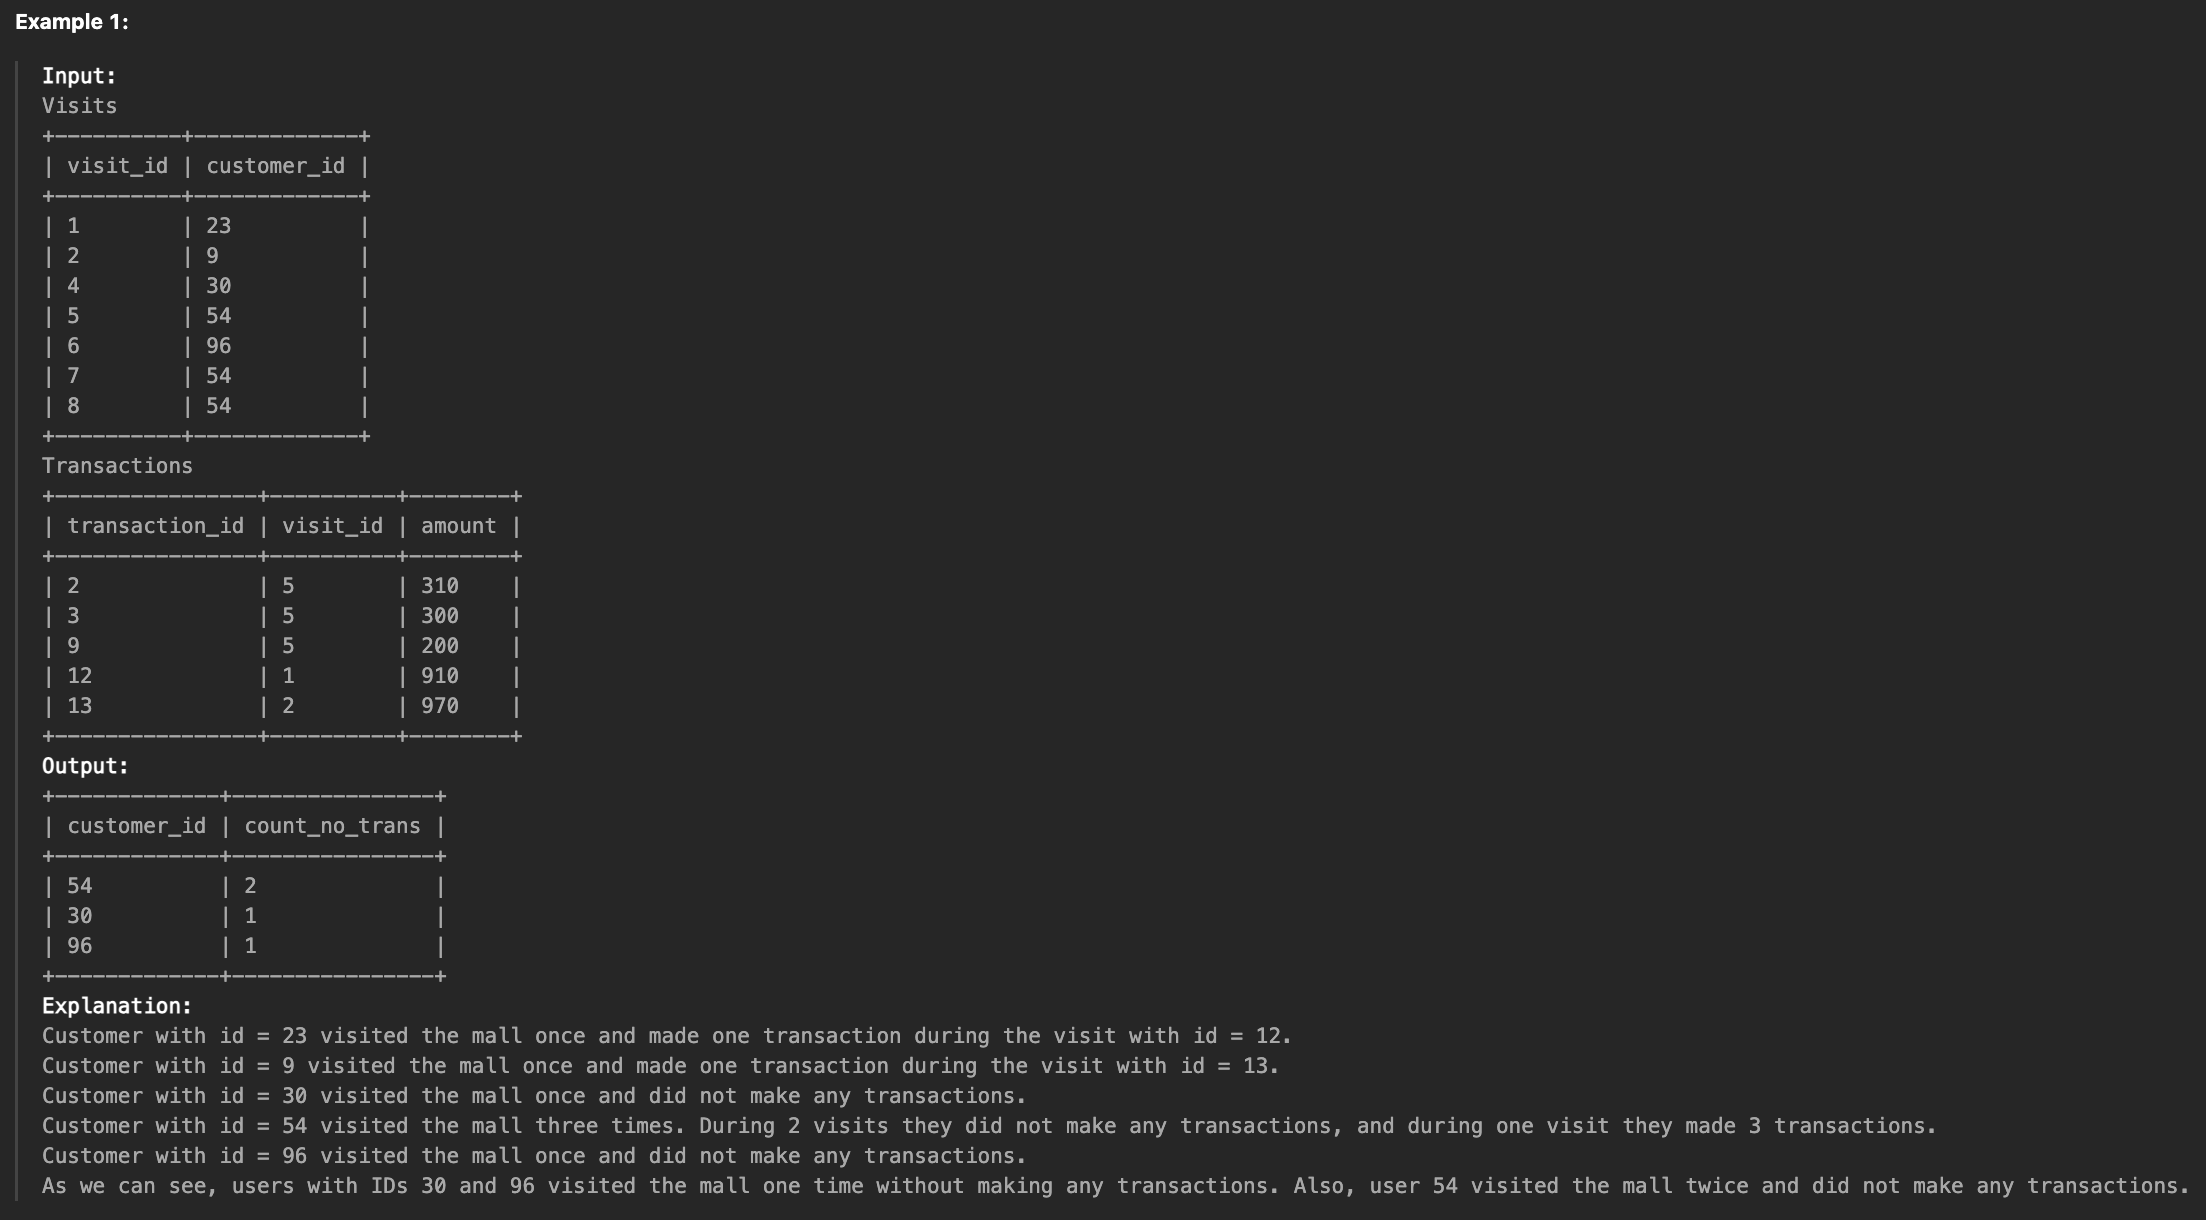 Example 1:
Input:
Visits
+----------+-------------+
| visit_id | customer_id |
+----------+-------------+
| 1        | 23          |
| 2        | 9           |
| 4        | 30          |
| 5        | 54          |
| 6        | 96          |
| 7        | 54          |
| 8        | 54          |
+----------+-------------+
Transactions
+----------------+----------+--------+
| transaction_id | visit_id | amount |
+----------------+----------+--------+
| 2              | 5        | 310    |
| 3              | 5        | 300    |
| 9              | 5        | 200    |
| 12             | 1        | 910    |
| 13             | 2        | 970    |
+----------------+----------+--------+
Output:
+-------------+----------------+
| customer_id | count_no_trans |
+-------------+----------------+
| 54          | 2              |
| 30          | 1              |
| 96          | 1              |
+-------------+----------------+
Explanation:
Customer with id = 23 visited the mall once and made one transaction during the visit with id = 12.
Customer with id = 9 visited the mall once and made one transaction during the visit with id = 13.
Customer with id = 30 visited the mall once and did not make any transactions.
Customer with id = 54 visited the mall three times. During 2 visits they did not make any transactions, and during one visit they made 3 transactions.
Customer with id = 96 visited the mall once and did not make any transactions.
As we can see, users with IDs 30 and 96 visited the mall one time without making any transactions. Also, user 54 visited the mall twice and did not make any transactions.